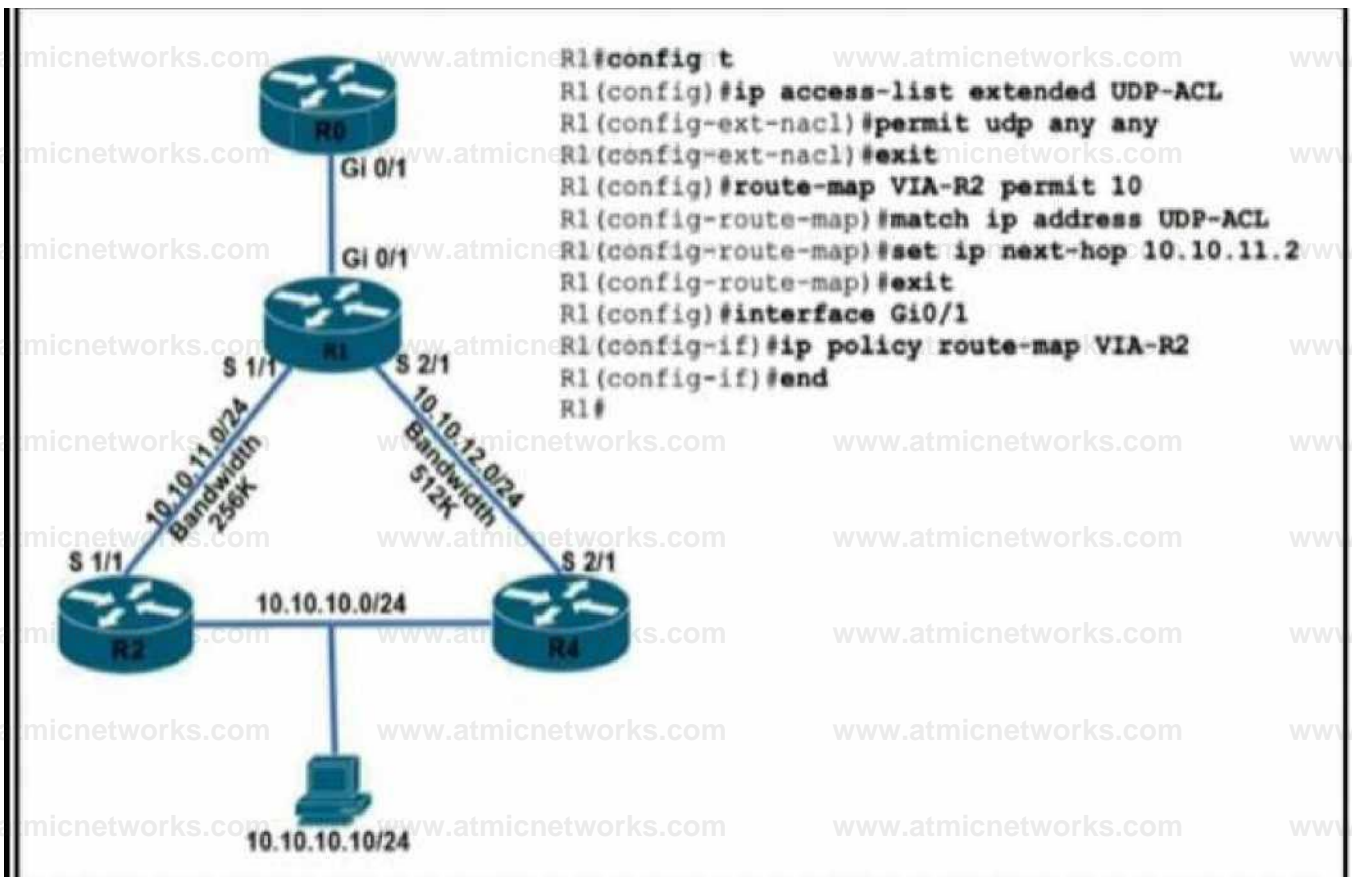 R1#config t
R1(config)#ip access-list extended UDP-ACL
R1(config-ext-nacl)#permit udp any any
R1(config-ext-nacl)#exit
R1(config)#route-map VIA-R2 permit 10
R1(config-route-map)#match ip address UDP-ACL
R1(config-route-map)#set ip next-hop 10.10.11.2
R1(config-route-map)#exit
R1(config)#interface Gi0/1
R1(config-if)#ip policy route-map VIA-R2
R1(config-if)#end
R1#
R0
Gi 0/1
Gi 0/1
R1
S 1/1
S 2/1
10.10.11.0/24
Bandwidth
256K
10.10.12.0/24
Bandwidth
512K
S 1/1
S 2/1
10.10.10.0/24
R2
R4
10.10.10.10/24
www.atmicnetworks.com